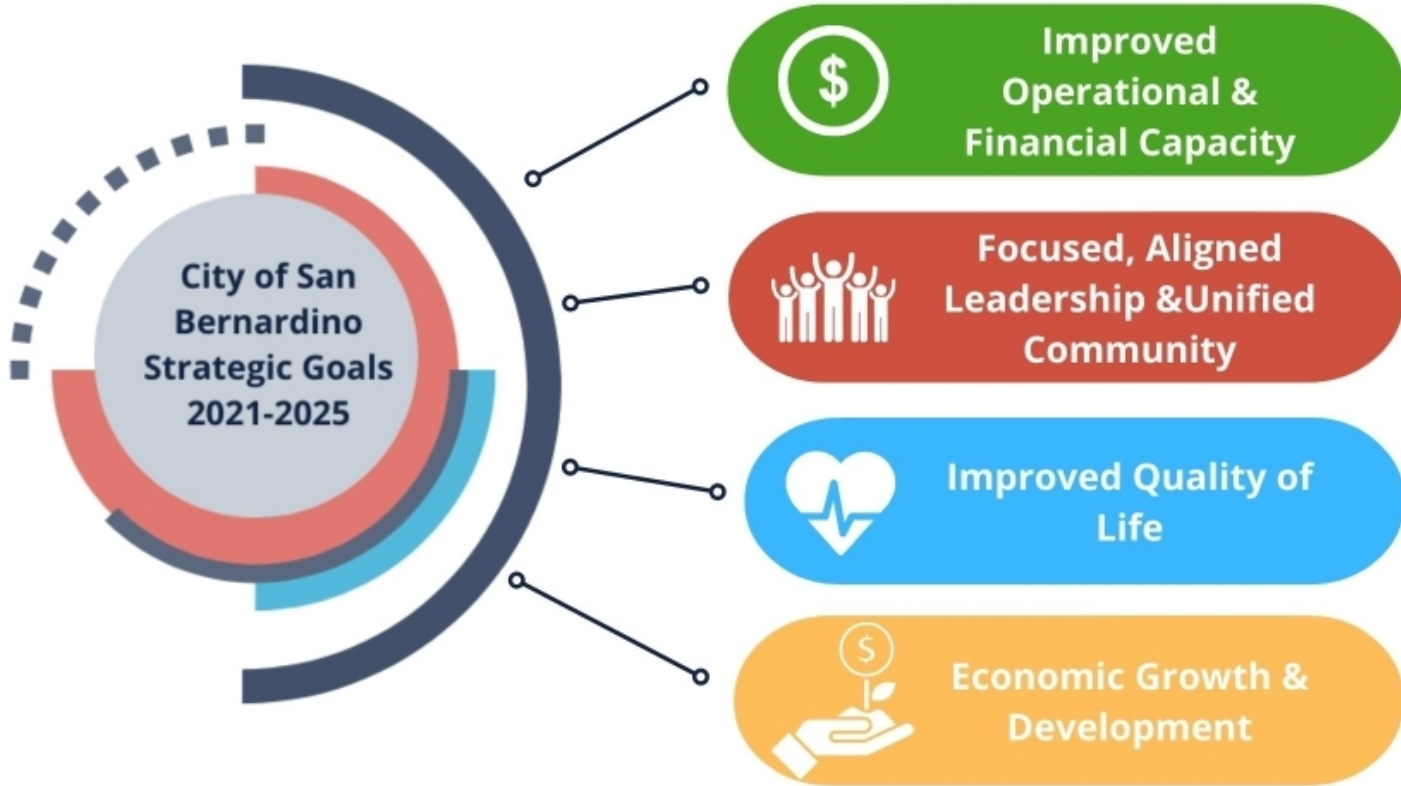 City of San
Bernardino
Strategic Goals
2021-2025
$
Improved
Operational &
Financial Capacity
Focused, Aligned
Leadership &Unified
Community
Improved Quality of
Life
$
Economic Growth &
Development